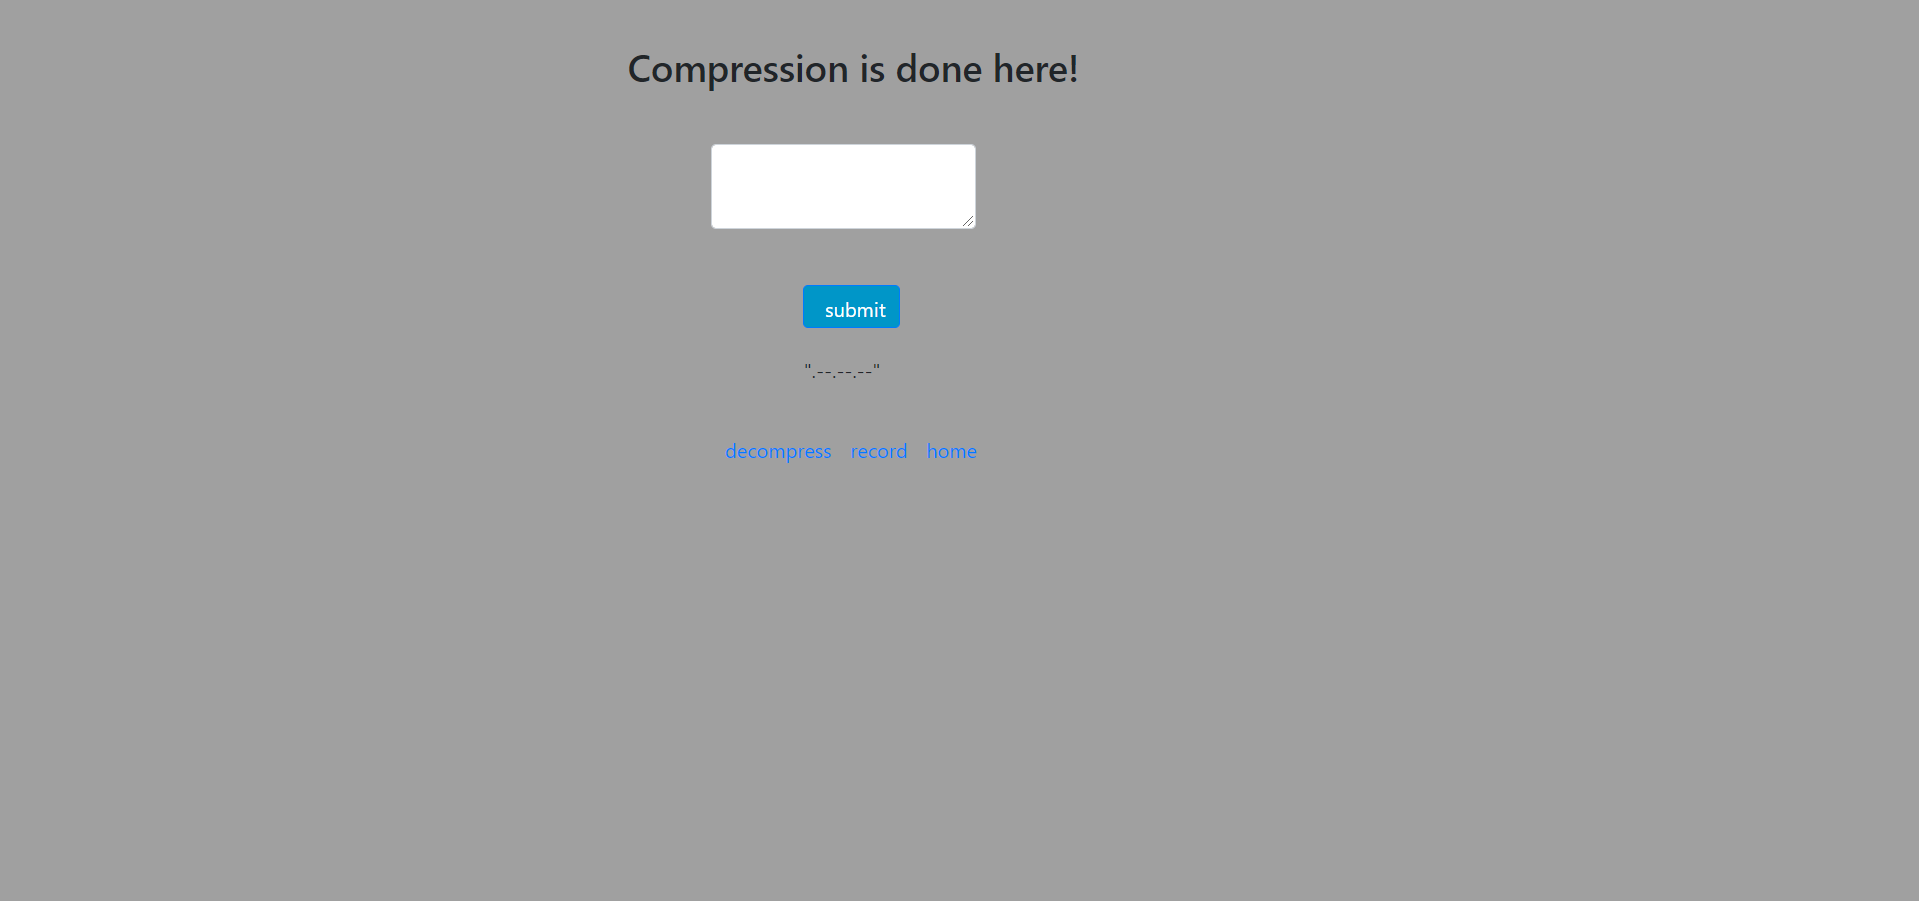 Compression is done here!
submit
".--.--.--"
decompress record home